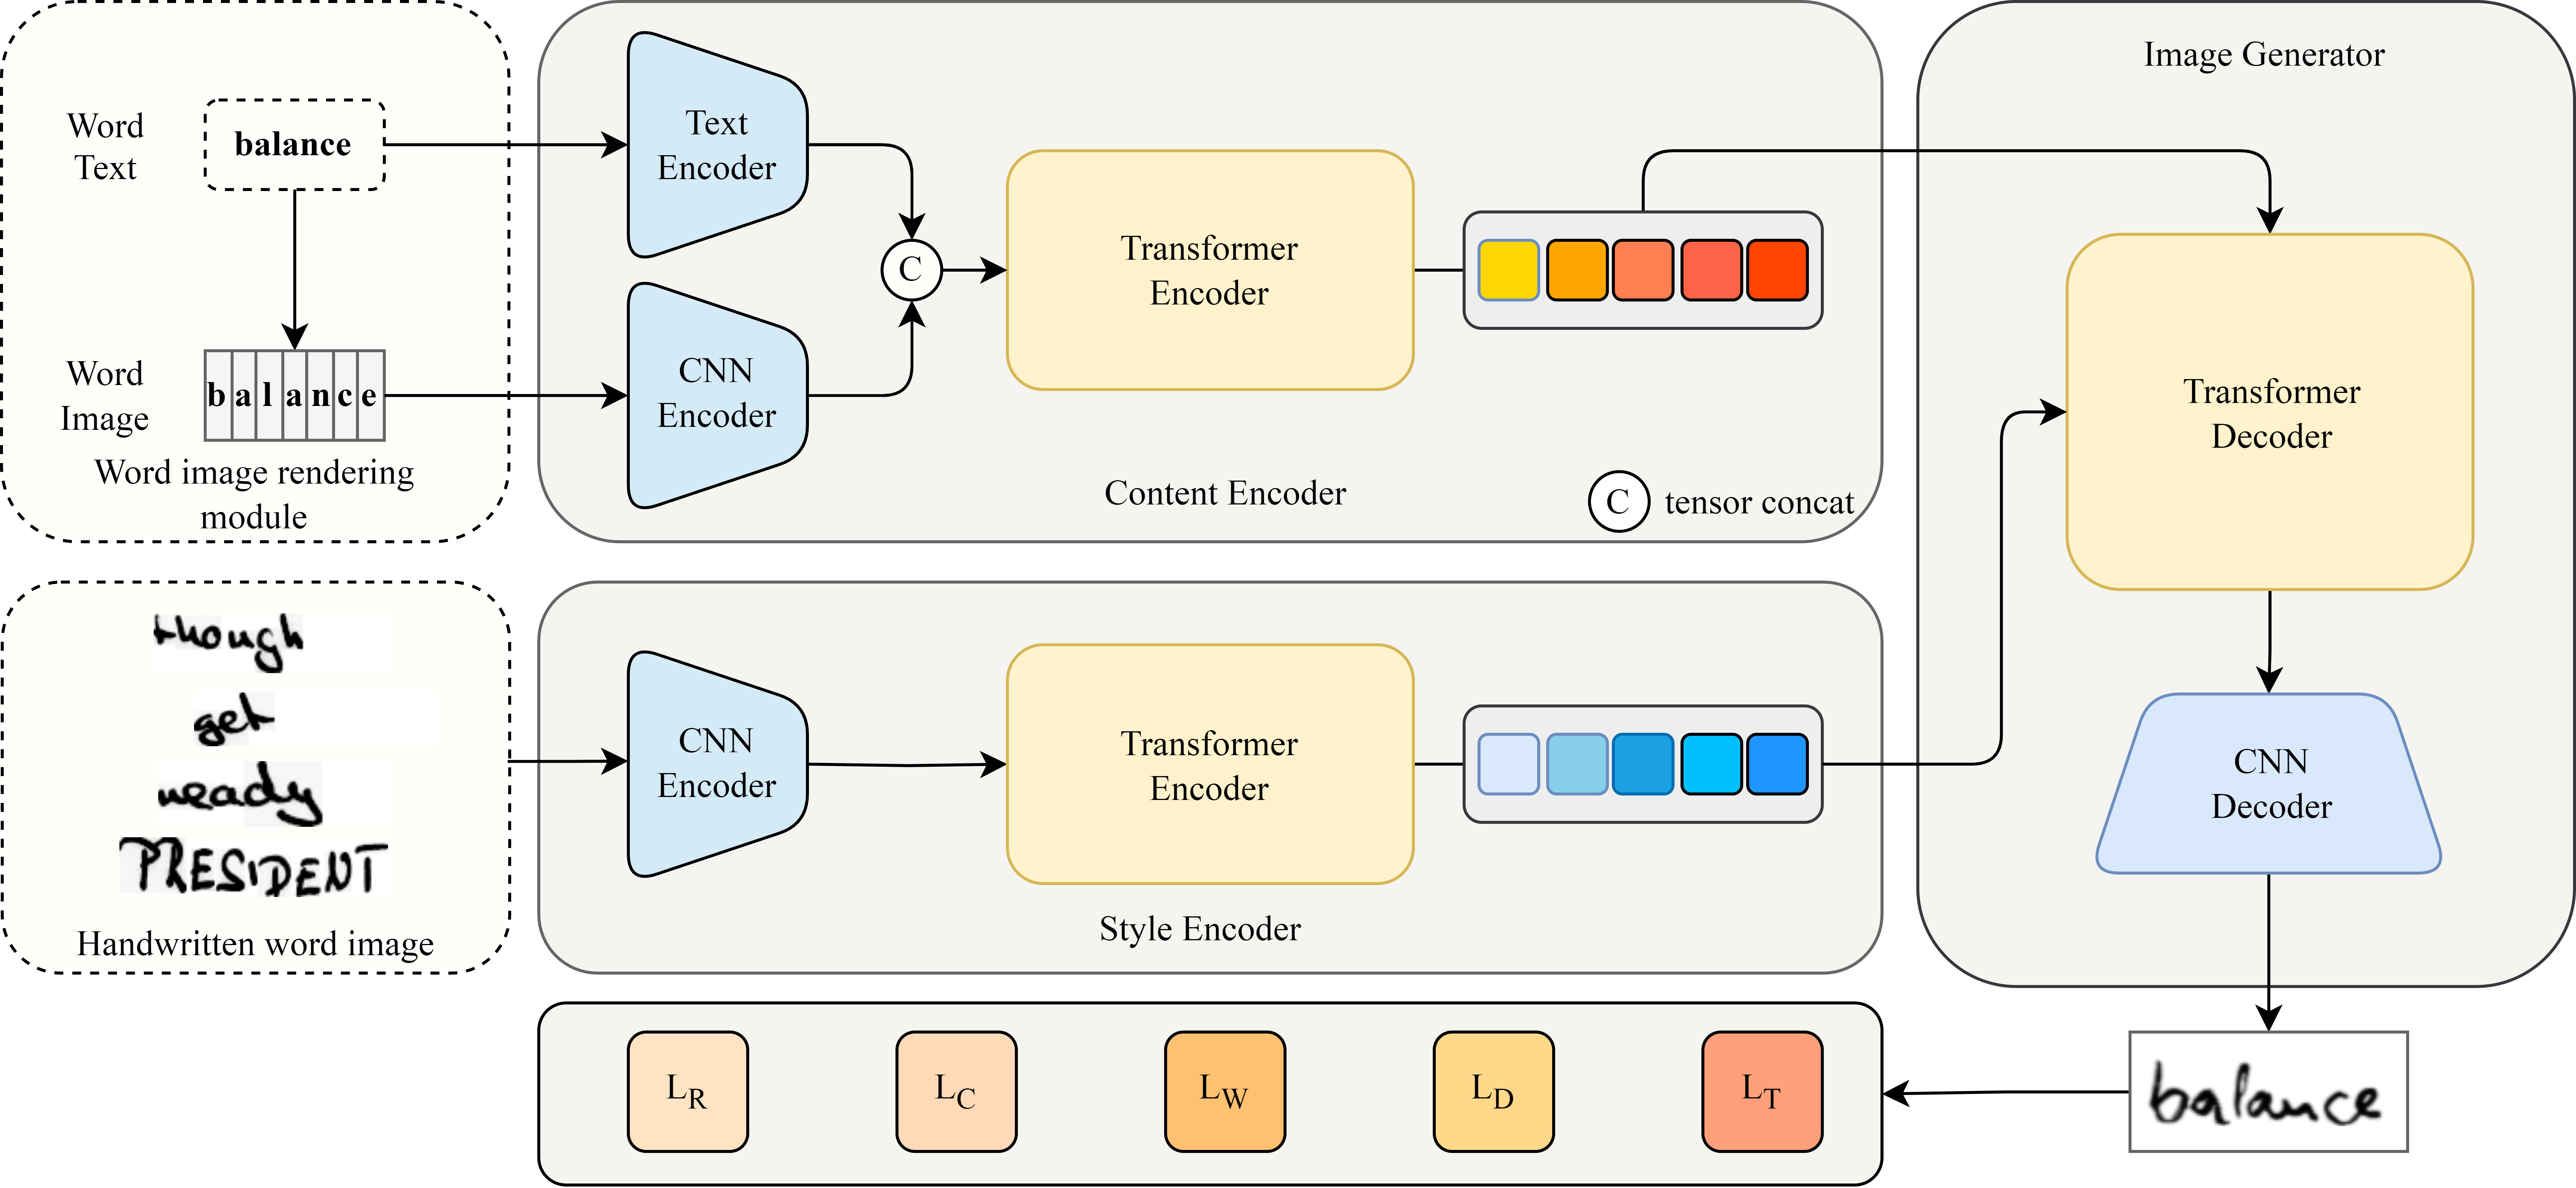 Word
Text
balance
Word
Image
b a l a n c e
Word image rendering
module
Text
Encoder
CNN
Encoder
C
Transformer
Encoder
Content Encoder
C tensor concat
Image Generator
Transformer
Decoder
CNN
Decoder
though
get
ready
PRESIDENT
Handwritten word image
CNN
Encoder
Transformer
Encoder
Style Encoder
L_R
L_C
L_W
L_D
L_T
balance